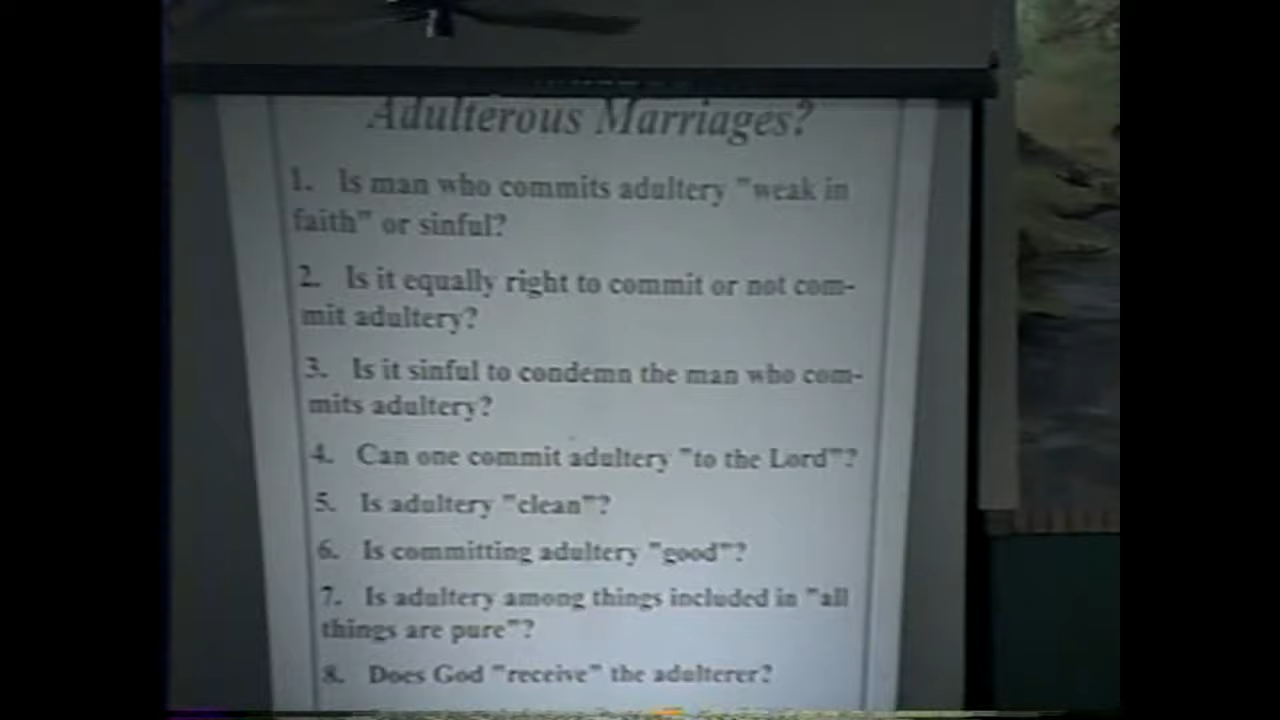 Adulterous Marriages?
1. Is man who commits adultery "weak in
faith" or sinful?
2. Is it equally right to commit or not com-
mit adultery?
3. Is it sinful to condemn the man who com-
mits adultery?
4. Can one commit adultery "to the Lord"?
5. Is adultery "clean"?
6. Is committing adultery "good"?
7. Is adultery among things included in "all
things are pure"?
8. Does God "receive" the adulterer?